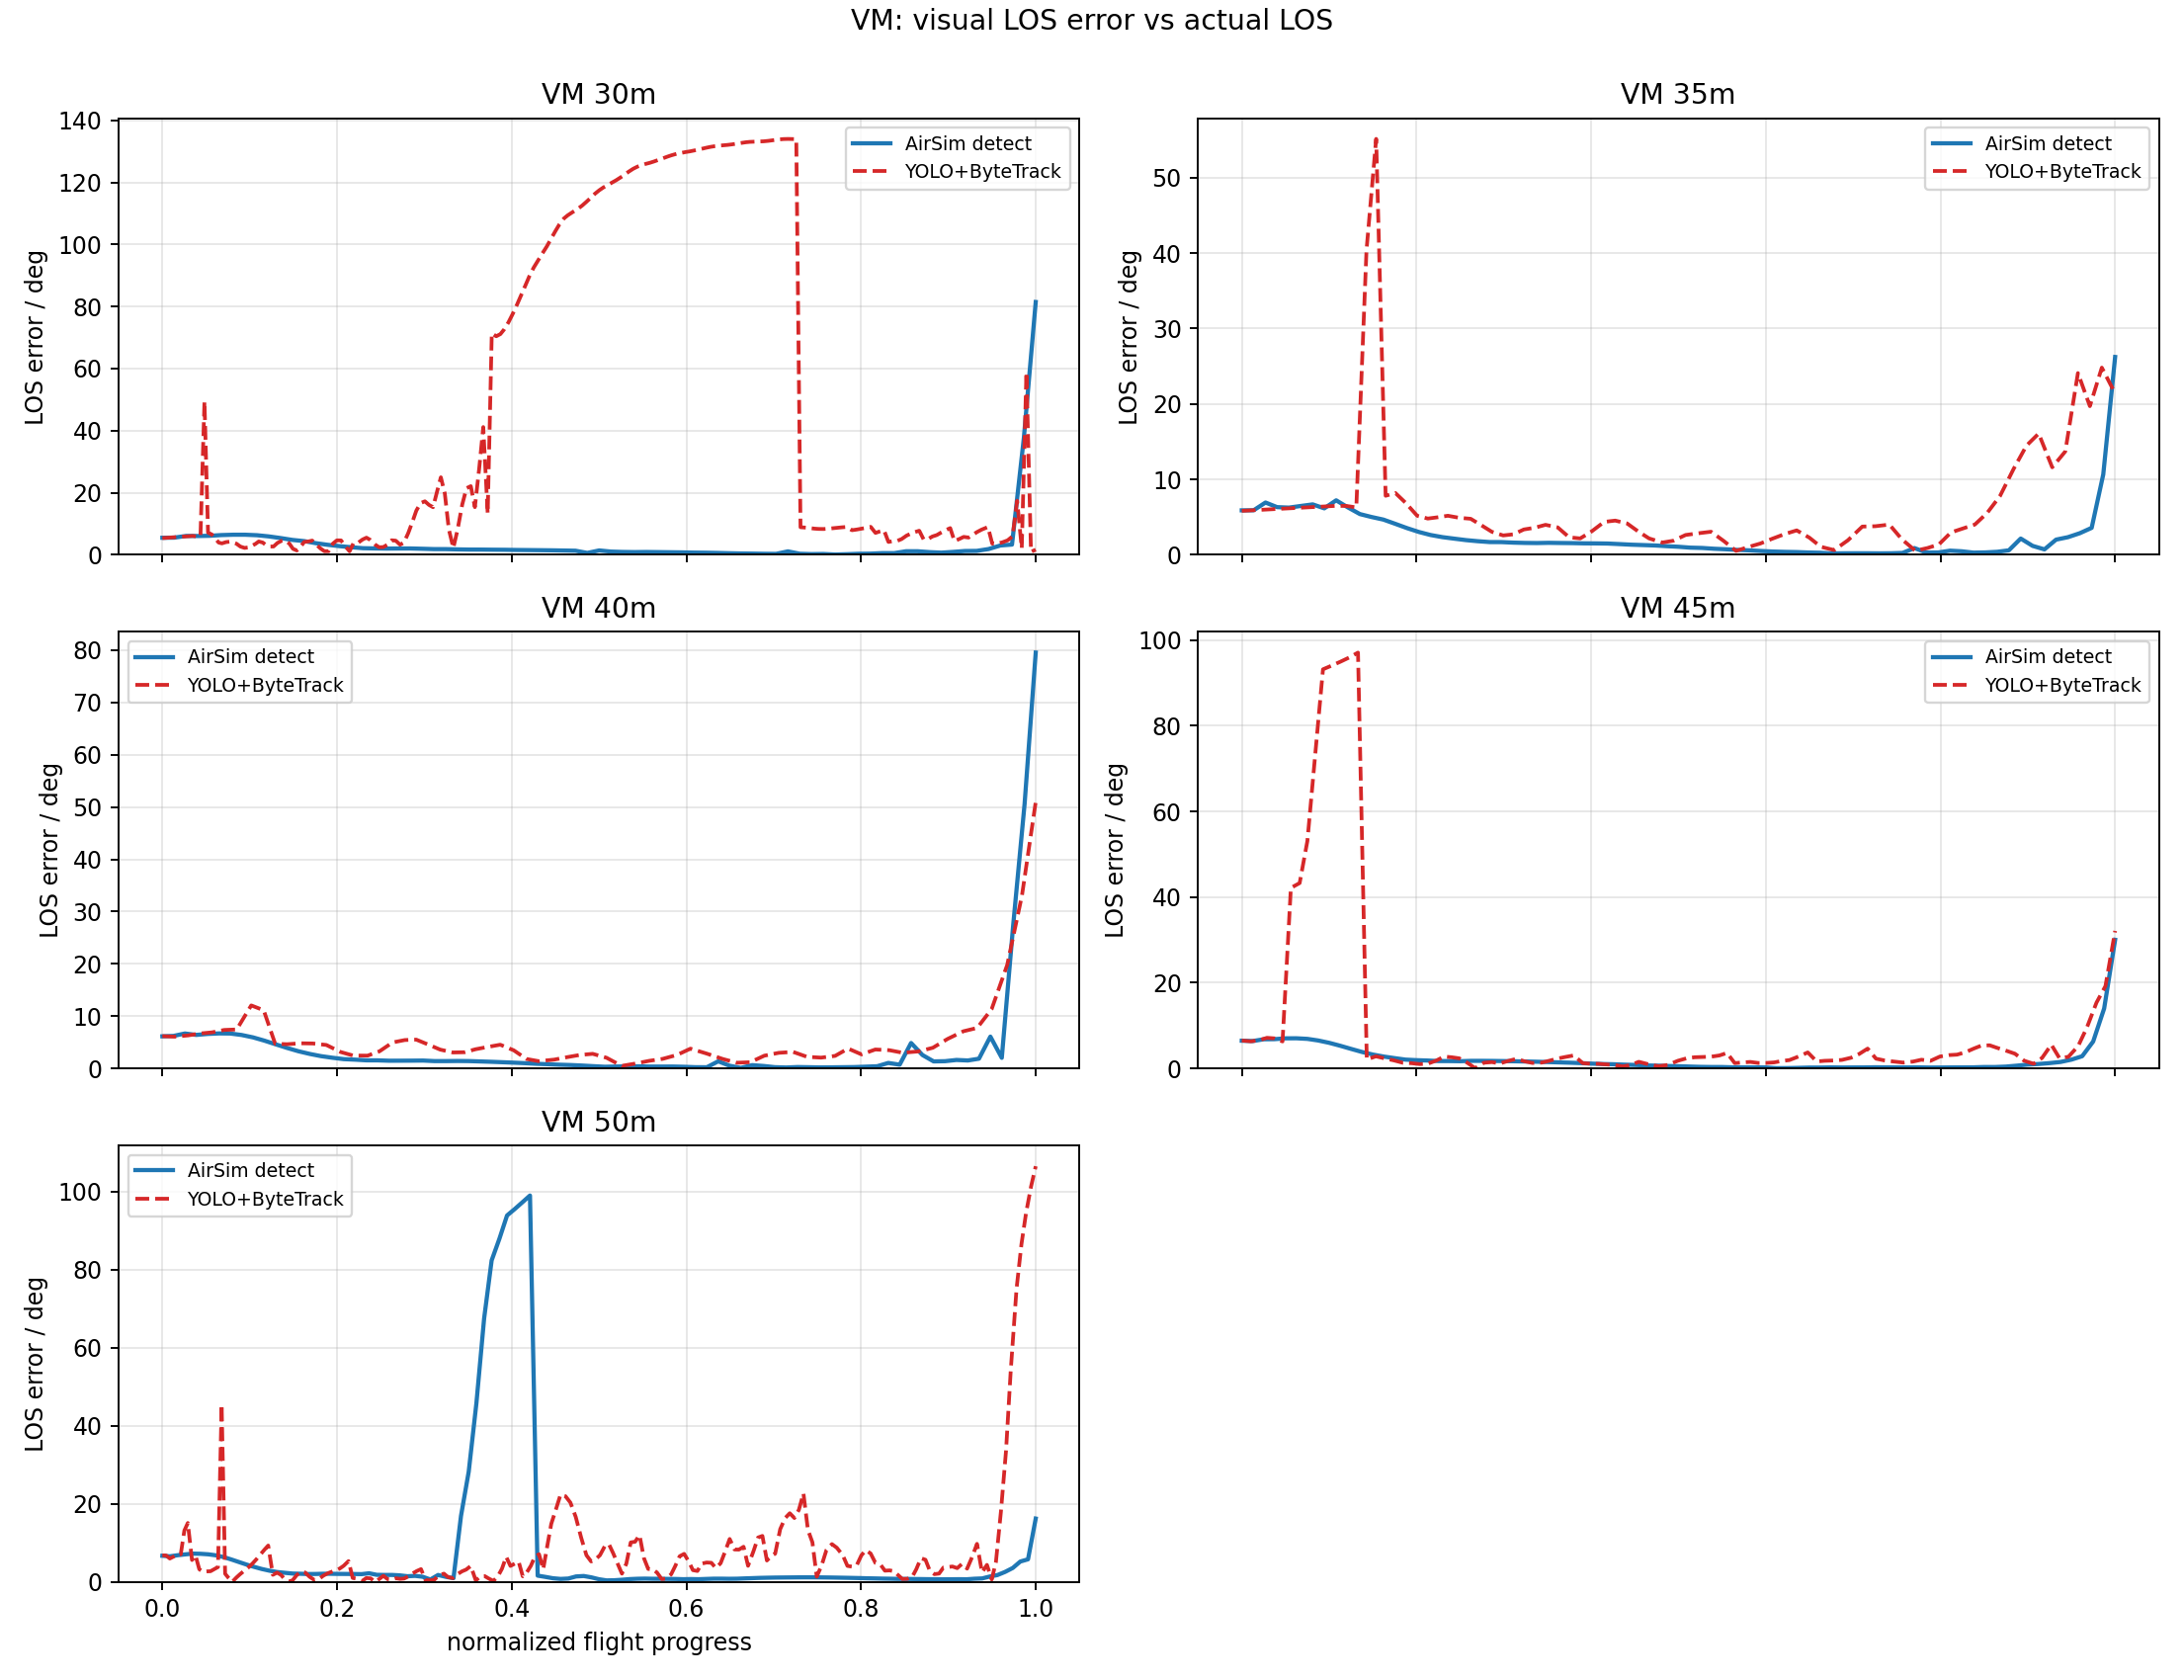 VM: visual LOS error vs actual LOS
VM 30m
LOS error / deg
140
120
100
80
60
40
20
0
AirSim detect
YOLO+ByteTrack
VM 35m
LOS error / deg
50
40
30
20
10
0
AirSim detect
YOLO+ByteTrack
VM 40m
LOS error / deg
80
70
60
50
40
30
20
10
0
AirSim detect
YOLO+ByteTrack
VM 45m
LOS error / deg
100
80
60
40
20
0
AirSim detect
YOLO+ByteTrack
VM 50m
LOS error / deg
100
80
60
40
20
0
AirSim detect
YOLO+ByteTrack
0.0 0.2 0.4 0.6 0.8 1.0
normalized flight progress